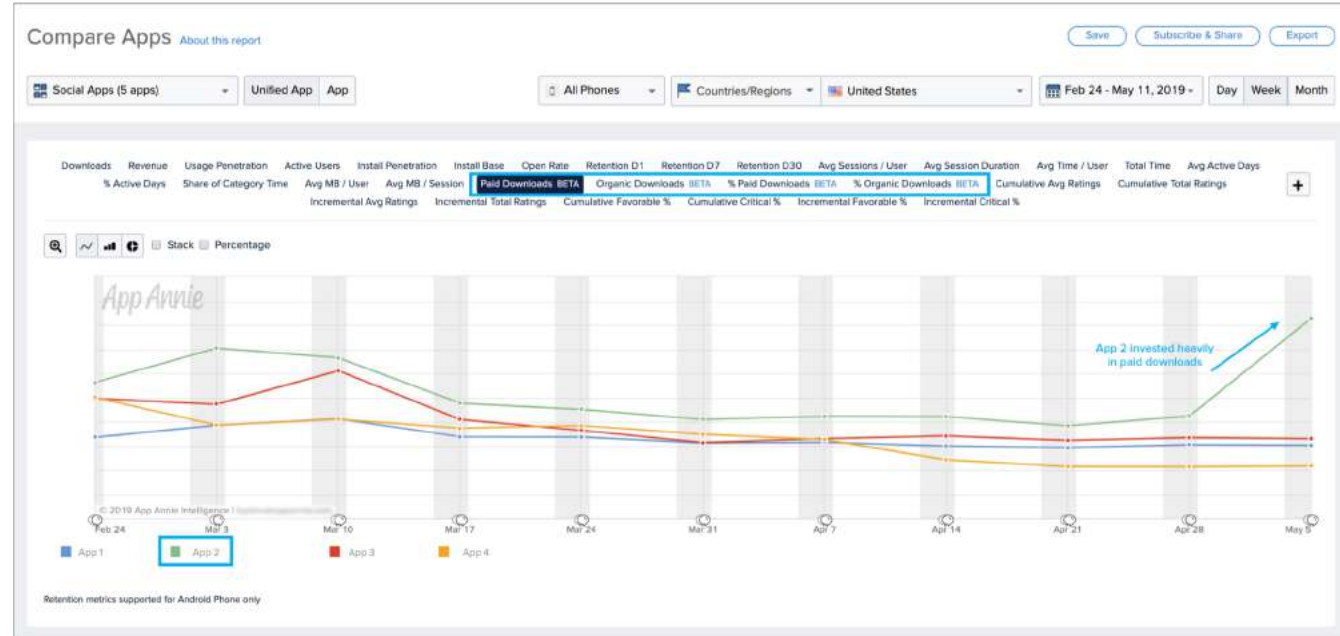 Compare Apps About this report
Save Subscribe & Share Export
Social Apps (5 apps) Unified App App All Phones Countries/Regions United States Feb 24 - May 11, 2019 Day Week Month
Downloads Revenue Usage Penetration Active Users Install Penetration Install Base Open Rate Retention D1 Retention D7 Retention D30 Avg Sessions / User Avg Session Duration Avg Time / User Total Time Avg Active Days
% Active Days Share of Category Time Avg MB / User Avg MB / Session Paid Downloads BETA Organic Downloads BETA % Paid Downloads BETA % Organic Downloads BETA Cumulative Avg Ratings Cumulative Total Ratings
+
Incremental Avg Ratings Incremental Total Ratings Cumulative Favorable % Cumulative Critical % Incremental Favorable % Incremental Critical %
Stack Percentage
App Annie
App 2 invested heavily
in paid downloads
© 2019 App Annie Intelligence |
Feb 24 Mar 3 Mar 10 Mar 17 Mar 24 Mar 31 Apr 7 Apr 14 Apr 21 Apr 28 May 5
App 1 App 2 App 3 App 4
Retention metrics supported for Android Phone only